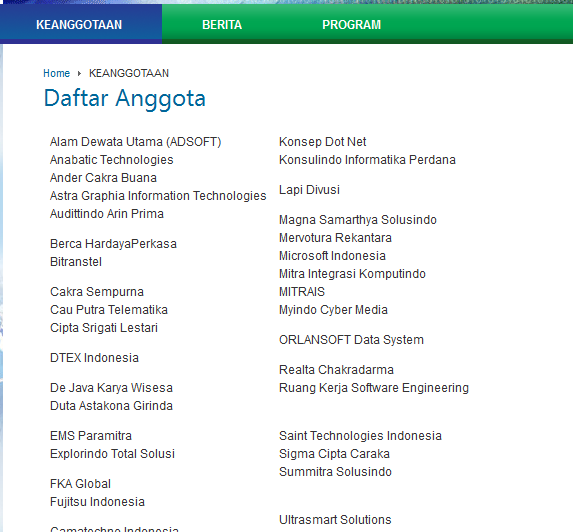 KEANGGOTAAN BERITA PROGRAM
Home KEANGGOTAAN
Daftar Anggota
Alam Dewata Utama (ADSOFT)
Anabatic Technologies
Ander Cakra Buana
Astra Graphia Information Technologies
Audittindo Arin Prima
Berca HardayaPerkasa
Bitranstel
Cakra Sempurna
Cau Putra Telematika
Cipta Srigati Lestari
DTEX Indonesia
De Java Karya Wisesa
Duta Astakona Girinda
EMS Paramitra
Explorindo Total Solusi
FKA Global
Fujitsu Indonesia
Gamatechno Indonesia
Konsep Dot Net
Konsulindo Informatika Perdana
Lapi Divusi
Magna Samarthya Solusindo
Mervotura Rekantara
Microsoft Indonesia
Mitra Integrasi Komputindo
MITRAIS
Myindo Cyber Media
ORLANSOFT Data System
Realta Chakradarma
Ruang Kerja Software Engineering
Saint Technologies Indonesia
Sigma Cipta Caraka
Summitra Solusindo
Ultrasmart Solutions